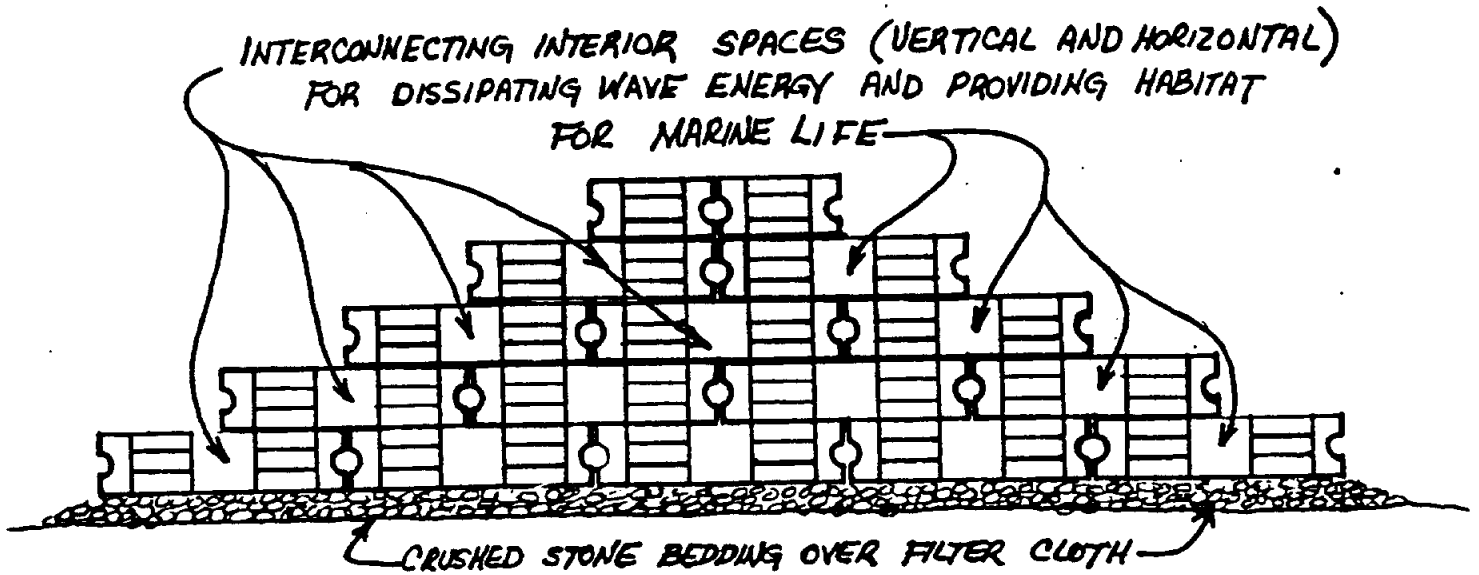 INTERCONNECTING INTERIOR SPACES (VERTICAL AND HORIZONTAL)
FOR DISSIPATING WAVE ENERGY AND PROVIDING HABITAT
FOR MARINE LIFE
CRUSHED STONE BEDDING OVER FILTER CLOTH